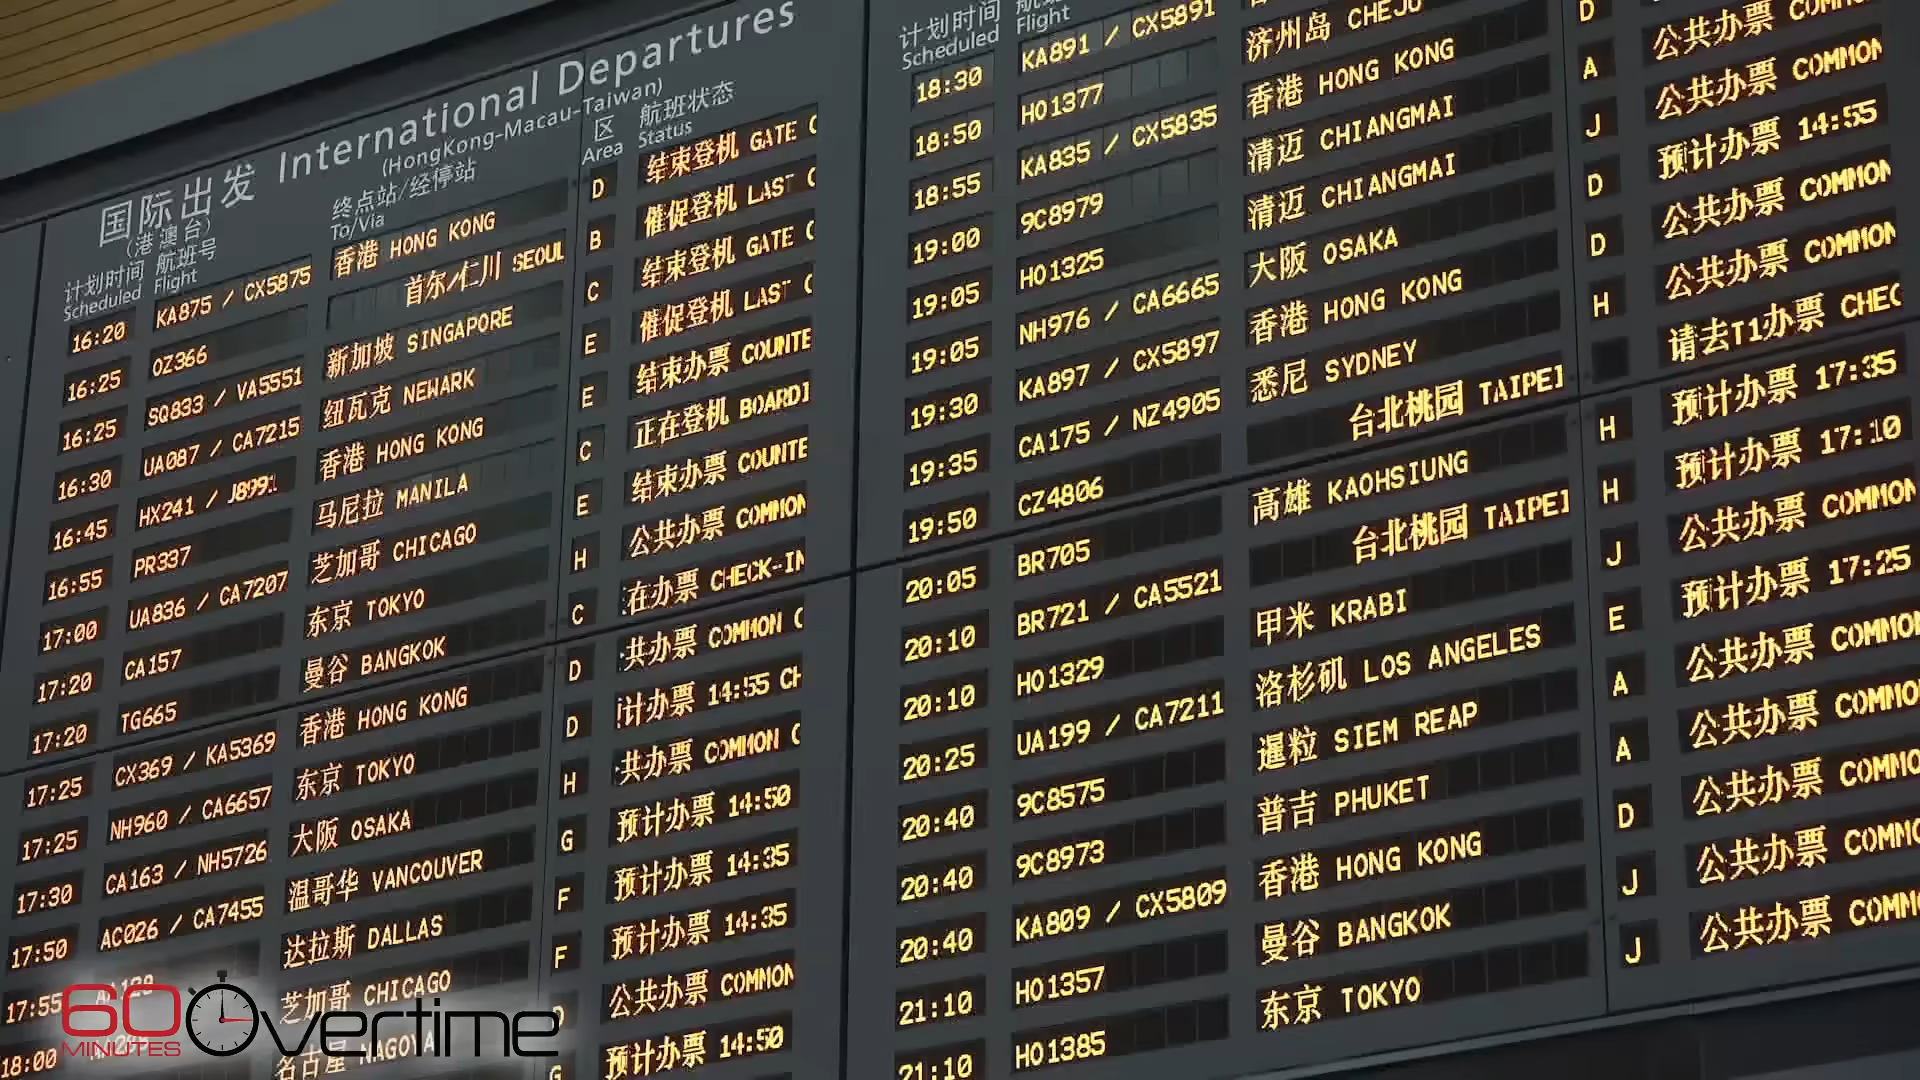 国际出发 International Departures
(港澳台) (HongKong-Macau-Taiwan)
计划时间 航班号 终点站/经停站 区 航班状态
Scheduled Flight To/Via Area Status
16:20 KA875 / CX5875 香港 HONG KONG D 结束登机 GATE C
16:25 OZ366 首尔/仁川 SEOUL B 催促登机 LAST C
16:25 SQ833 / VA5551 新加坡 SINGAPORE C 结束登机 GATE C
16:30 UA087 / CA7215 纽瓦克 NEWARK E 催促登机 LAST C
16:45 HX241 / J8991 香港 HONG KONG E 结束办票 COUNTE
16:55 PR337 马尼拉 MANILA C 正在登机 BOARDI
17:00 UA836 / CA7207 芝加哥 CHICAGO E 结束办票 COUNTE
17:20 CA157 东京 TOKYO H 公共办票 COMMON
17:20 TG665 曼谷 BANGKOK C 在办票 CHECK-IN
17:25 CX369 / KA5369 香港 HONG KONG D 共办票 COMMON C
17:25 NH960 / CA6657 东京 TOKYO D 计办票 14:55 CH
17:30 CA163 / NH5726 大阪 OSAKA H 共办票 COMMON C
17:50 AC026 / CA7455 温哥华 VANCOUVER G 预计办票 14:50
17:55 达拉斯 DALLAS F 预计办票 14:35
18:00 芝加哥 CHICAGO F 预计办票 14:35
名古屋 NAGOYA 公共办票 COMMON
G 预计办票 14:50
计划时间
Scheduled Flight
18:30 KA891 / CX5891
18:50 HO1377 济州岛 CHEJU
18:55 KA835 / CX5835 香港 HONG KONG D 公共办票
19:00 9C8979 清迈 CHIANGMAI A 公共办票 COMMON
19:05 HO1325 清迈 CHIANGMAI J 预计办票 14:55
19:05 NH976 / CA6665 大阪 OSAKA D 公共办票 COMMON
19:30 KA897 / CX5897 香港 HONG KONG D 公共办票 COMMON
19:35 CA175 / NZ4905 悉尼 SYDNEY H 请去T1办票 CHEC
19:50 CZ4806 台北桃园 TAIPEI 预计办票 17:35
20:05 BR705 高雄 KAOHSIUNG H 预计办票 17:10
20:10 BR721 / CA5521 台北桃园 TAIPEI H 公共办票 COMMON
20:10 HO1329 甲米 KRABI J 预计办票 17:25
20:25 UA199 / CA7211 洛杉矶 LOS ANGELES E 公共办票 COMMON
20:40 9C8575 暹粒 SIEM REAP A 公共办票 COMMO
20:40 9C8973 普吉 PHUKET A 公共办票 COMMO
20:40 KA809 / CX5809 香港 HONG KONG D 公共办票 COMMO
21:10 HO1357 曼谷 BANGKOK J 公共办票 COMM
21:10 HO1385 东京 TOKYO J
60 Overtime
MINUTES